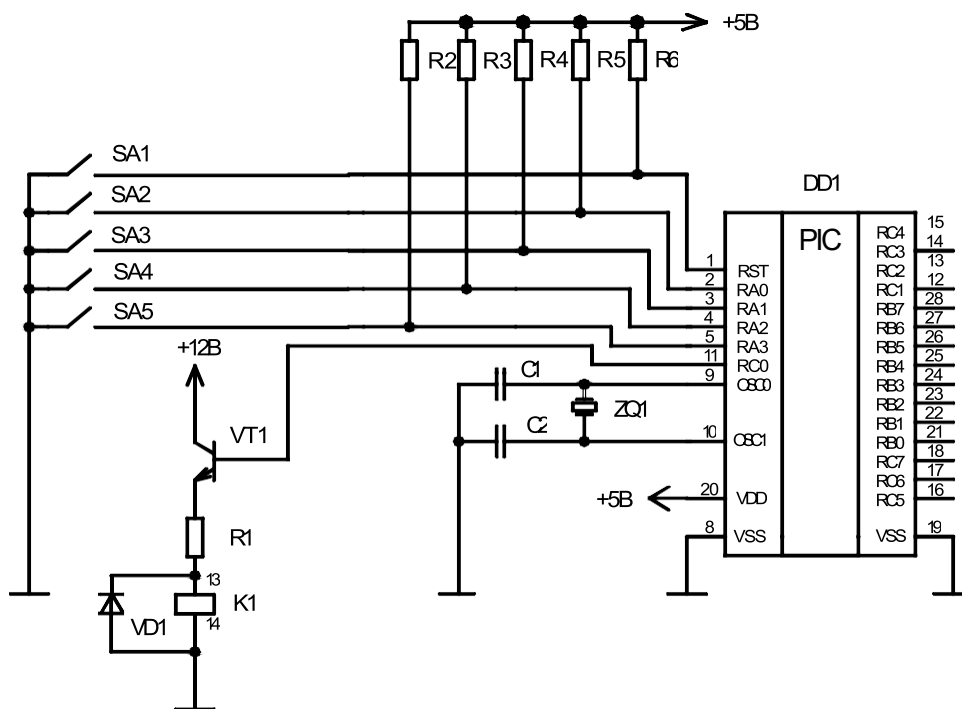 +5В
R2 R3 R4 R5 R6
SA1
SA2
SA3
SA4
SA5
DD1
PIC
1 RST
2 RA0
3 RA1
4 RA2
5 RA3
11 RC0
9 OSC0
10 OSC1
20 VDD
8 VSS
RC4 15
RC3 14
RC2 13
RC1 12
RB7 28
RB6 27
RB5 26
RB4 25
RB3 24
RB2 23
RB1 22
RB0 21
RC7 18
RC6 17
RC5 16
VSS 19
+12В
C1
ZQ1
C2
VT1
+5В
R1
13
K1
14
VD1